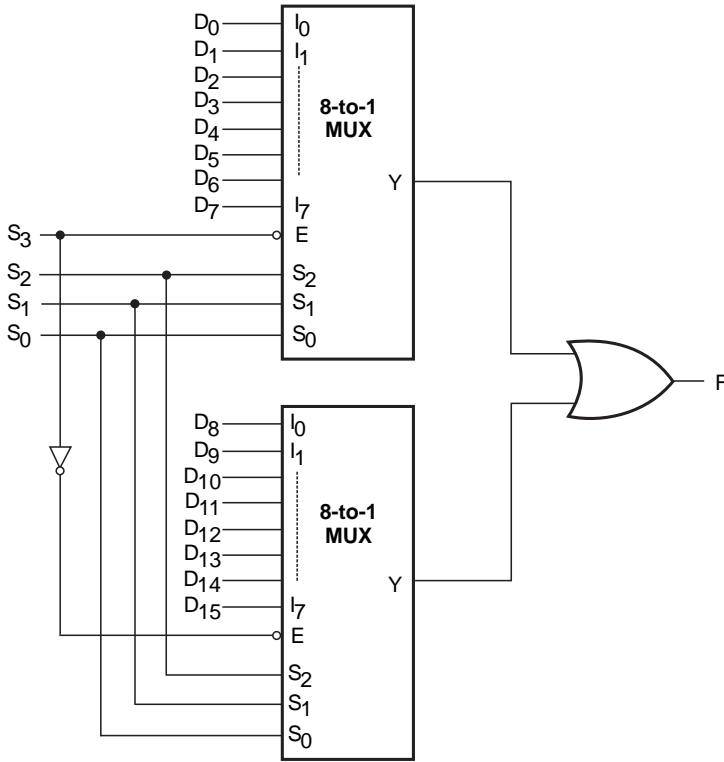 D0 I0
D1 I1
D2
D3
8-to-1
MUX
D4
D5
D6
Y
D7 I7
S3 E
S2 S2
S1 S1
S0 S0
F
D8 I0
D9 I1
D10
D11
8-to-1
MUX
D12
D13
D14
Y
D15 I7
E
S2
S1
S0